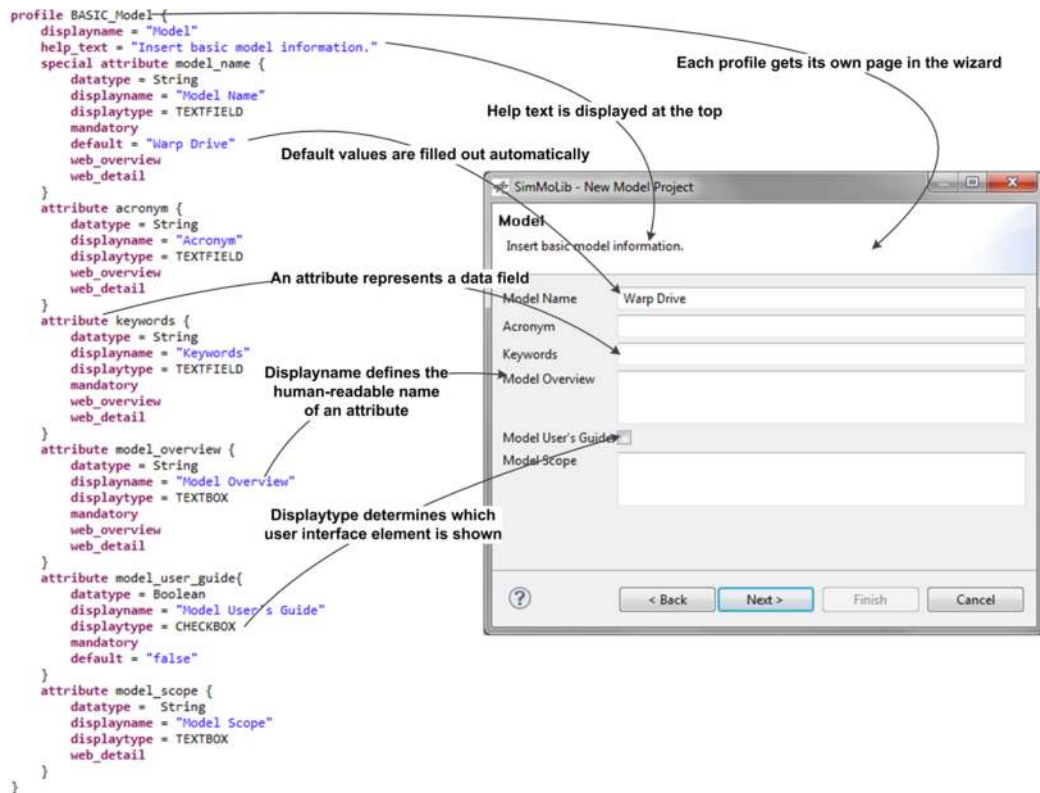 profile BASIC_Model {
displayname = "Model"
help_text = "Insert basic model information."
special attribute model_name {
datatype = String
displayname = "Model Name"
displaytype = TEXTFIELD
mandatory
default = "Warp Drive"
web_overview
web_detail
}
attribute acronym {
datatype = String
displayname = "Acronym"
displaytype = TEXTFIELD
web_overview
web_detail
}
attribute keywords {
datatype = String
displayname = "Keywords"
displaytype = TEXTFIELD
mandatory
web_overview
web_detail
}
attribute model_overview {
datatype = String
displayname = "Model Overview"
displaytype = TEXTBOX
mandatory
web_overview
web_detail
}
attribute model_user_guide{
datatype = Boolean
displayname = "Model User's Guide"
displaytype = CHECKBOX
mandatory
default = "false"
}
attribute model_scope {
datatype =  String
displayname = "Model Scope"
displaytype = TEXTBOX
web_detail
}
}
Each profile gets its own page in the wizard
Help text is displayed at the top
Default values are filled out automatically
An attribute represents a data field
Displayname defines the
human-readable name
of an attribute
Displaytype determines which
user interface element is shown
SimMoLib - New Model Project
Model
Insert basic model information.
Model Name
Warp Drive
Acronym
Keywords
Model Overview
Model User's Guide
Model Scope
?
< Back
Next >
Finish
Cancel